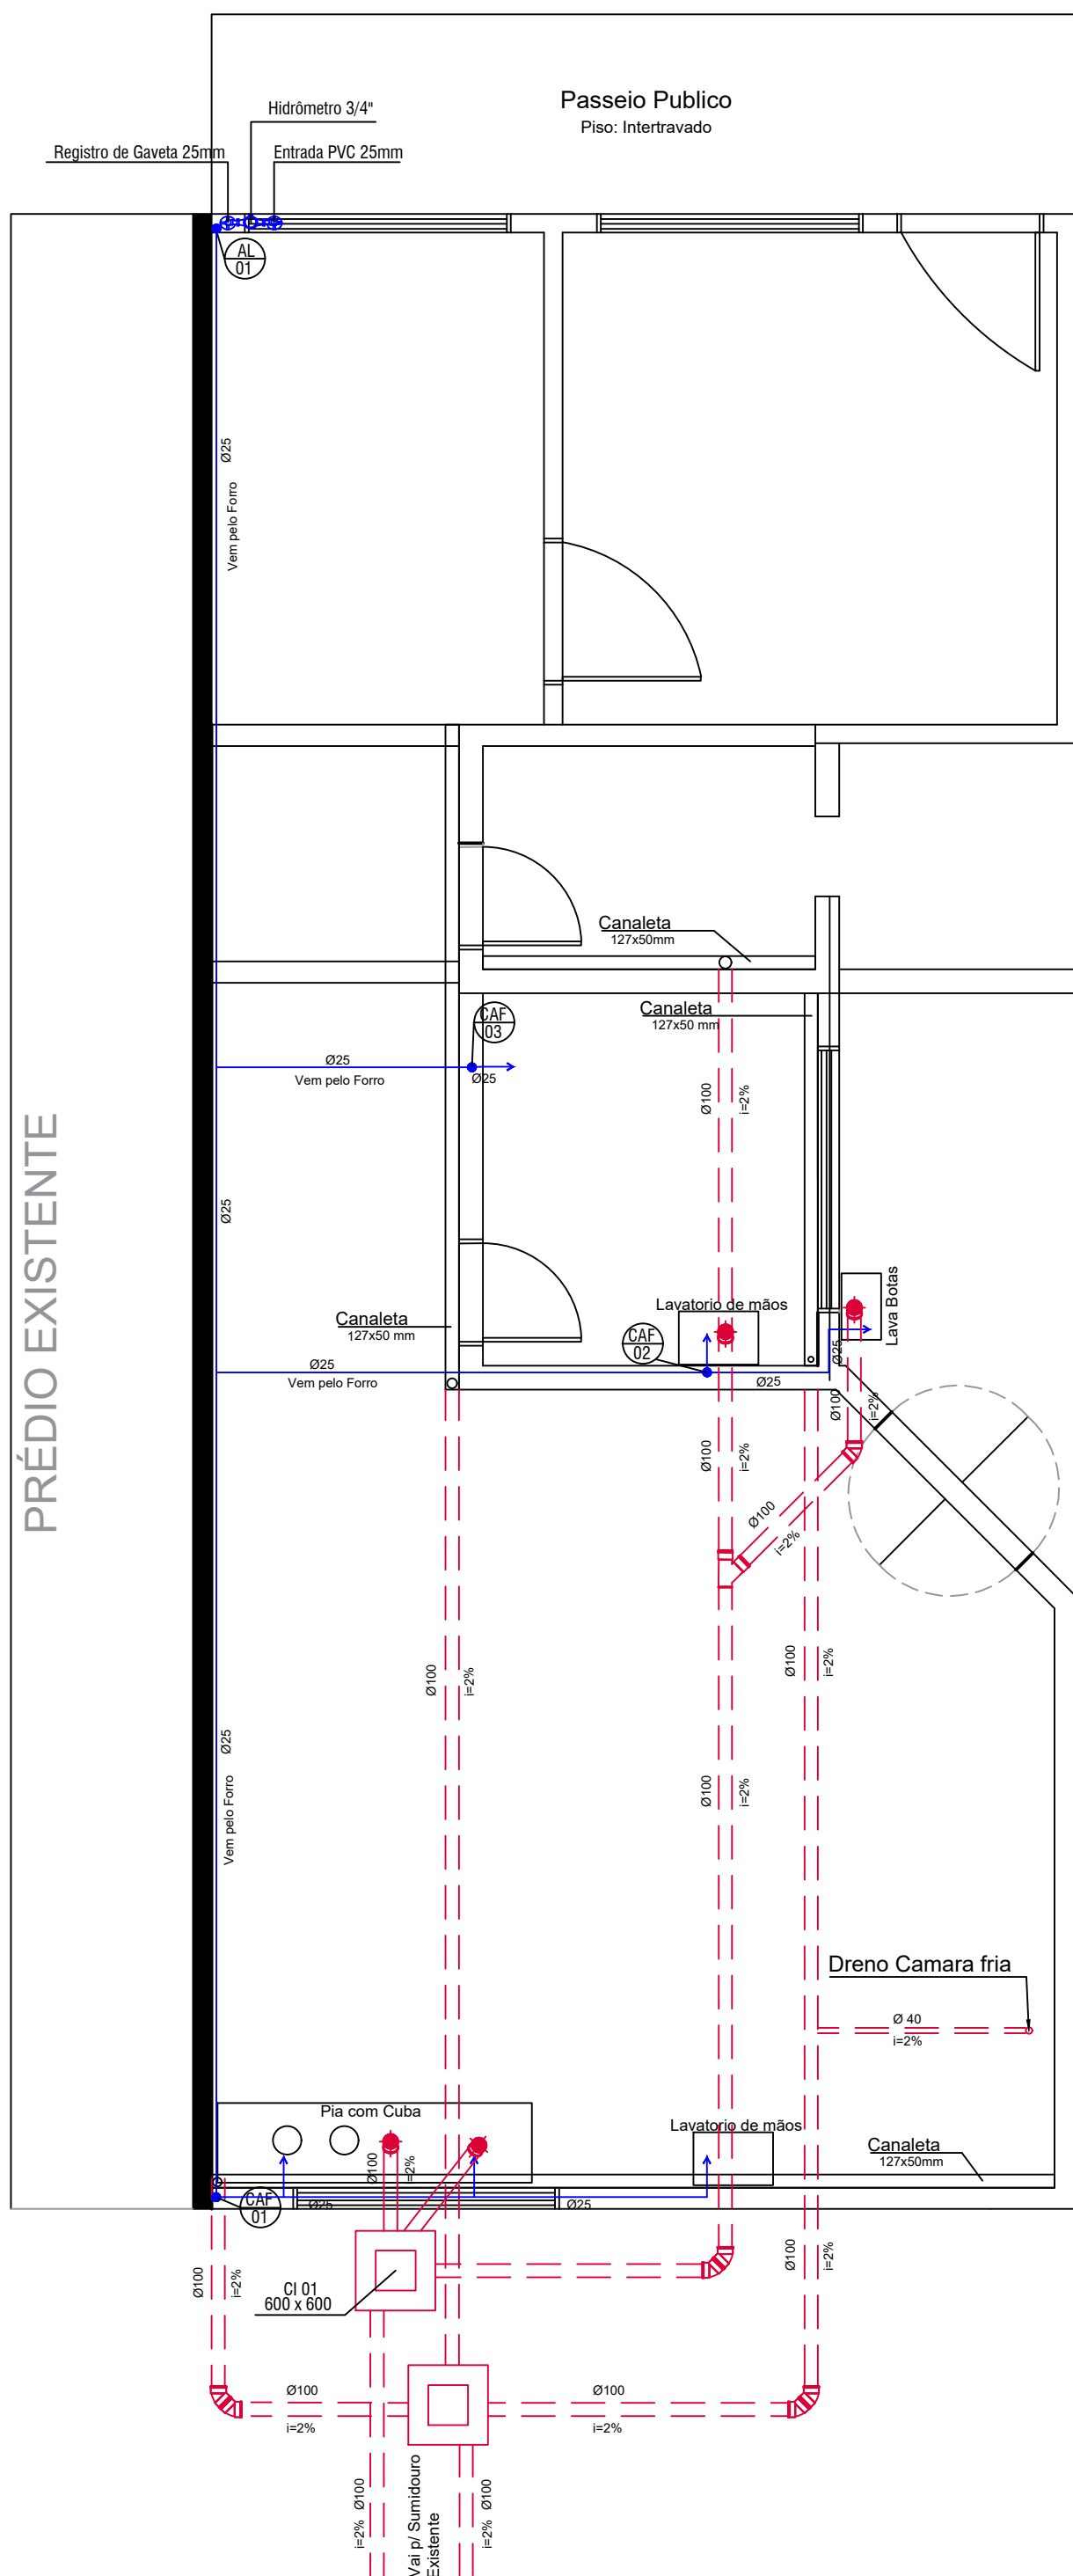 Passeio Publico
Piso: Intertravado
Hidrômetro 3/4"
Registro de Gaveta 25mm
Entrada PVC 25mm
AL
01
Ø25
Vem pelo Forro
Canaleta
127x50mm
Canaleta
127x50 mm
CAF
03
Ø25
Vem pelo Forro
Ø25
Ø100
i=2%
PRÉDIO EXISTENTE
Ø25
Lava Botas
Lavatorio de mãos
Canaleta
127x50 mm
CAF
02
Ø25
Vem pelo Forro
Ø25
Ø25
Ø100
i=2%
Ø100
i=2%
Ø100
i=2%
Ø100
i=2%
Ø100
i=2%
Ø25
Vem pelo Forro
Ø100
i=2%
Dreno Camara fria
Ø 40
i=2%
Pia com Cuba
Lavatorio de mãos
Canaleta
127x50mm
Ø100
i=2%
CAF
01
Ø25
Ø25
Ø100
i=2%
Ø100
i=2%
CI 01
600 x 600
Ø100
i=2%
Ø100
i=2%
Vai p/ Sumidouro
Existente
i=2% Ø100
i=2% Ø100